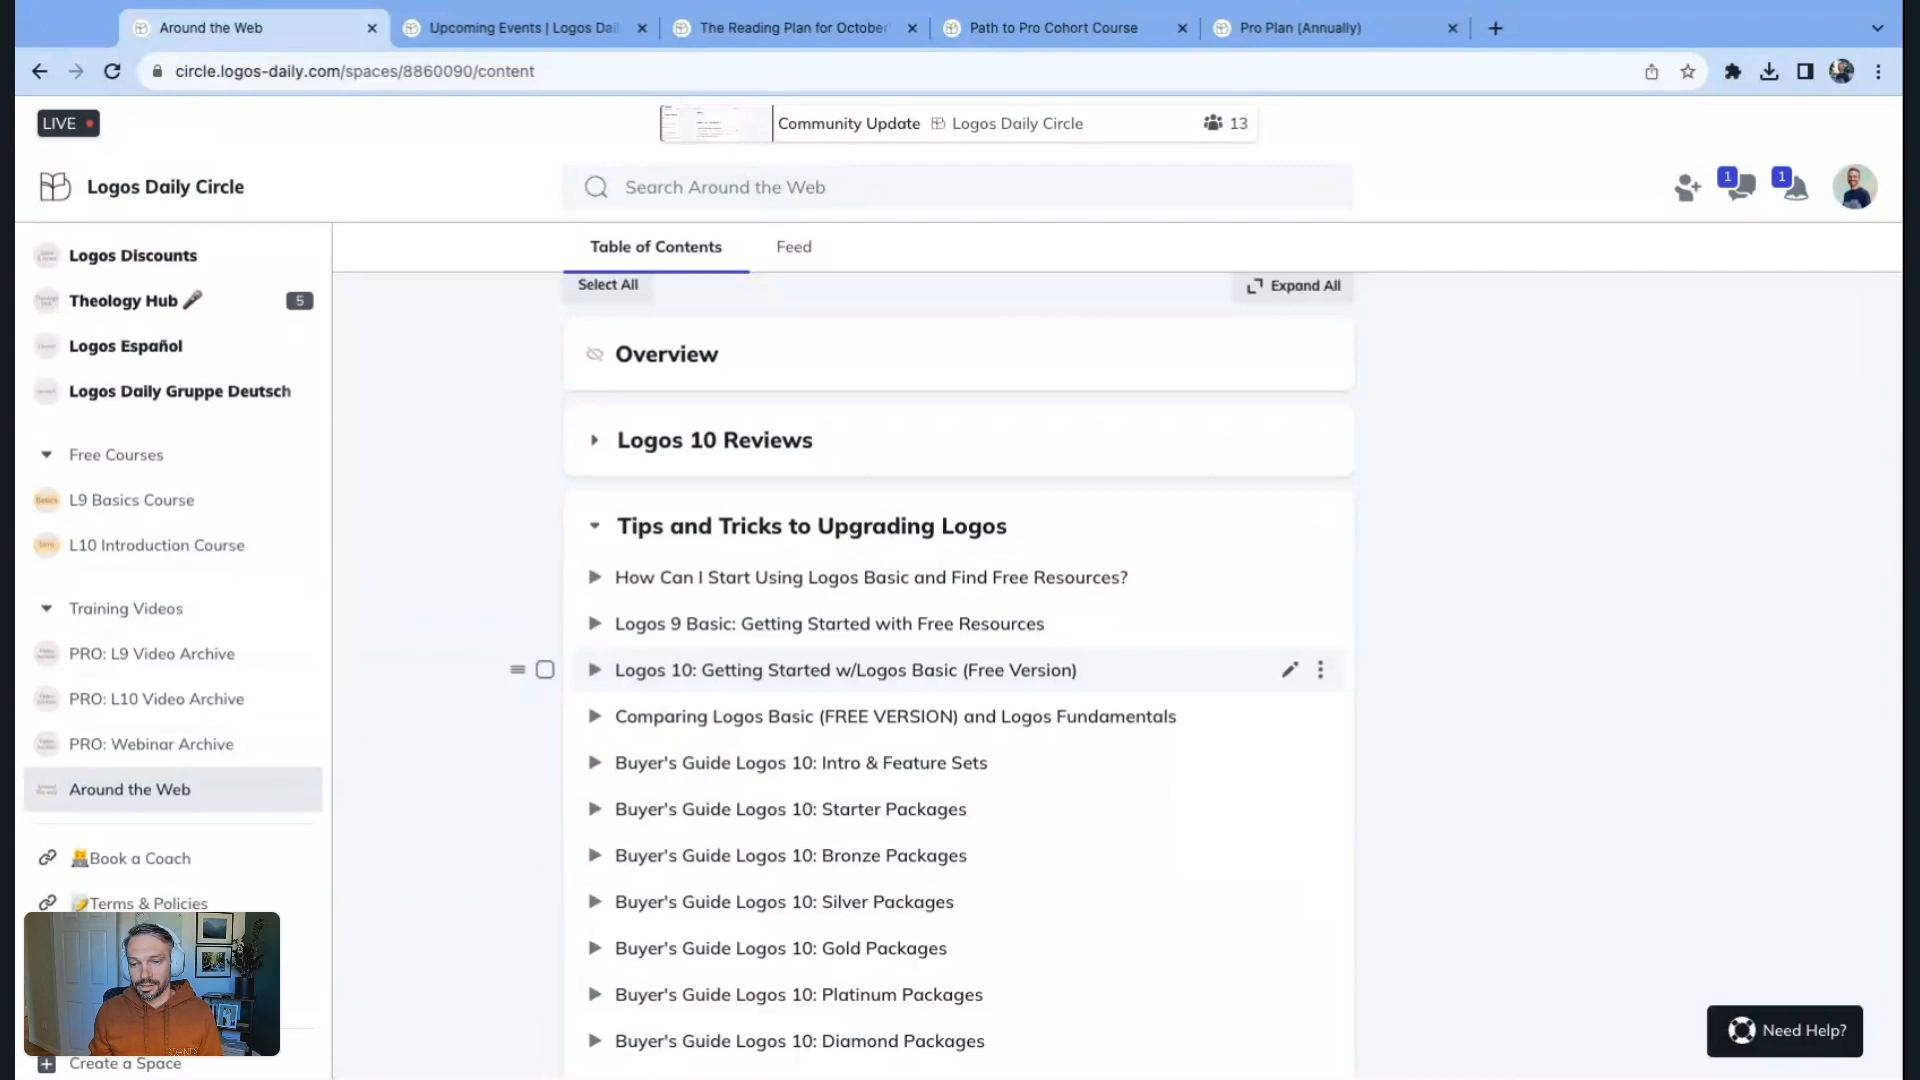 Around the Web
Upcoming Events | Logos Dai
The Reading Plan for October
Path to Pro Cohort Course
Pro Plan (Annually)
circle.logos-daily.com/spaces/8860090/content
LIVE
Community Update Logos Daily Circle 13
Logos Daily Circle
Search Around the Web
1
1
Logos Discounts
Theology Hub 🎤 5
Logos Español
Logos Daily Gruppe Deutsch
Free Courses
L9 Basics Course
L10 Introduction Course
Training Videos
PRO: L9 Video Archive
PRO: L10 Video Archive
PRO: Webinar Archive
Around the Web
Book a Coach
Terms & Policies
Create a Space
Table of Contents
Feed
Select All
Expand All
Overview
Logos 10 Reviews
Tips and Tricks to Upgrading Logos
How Can I Start Using Logos Basic and Find Free Resources?
Logos 9 Basic: Getting Started with Free Resources
Logos 10: Getting Started w/Logos Basic (Free Version)
Comparing Logos Basic (FREE VERSION) and Logos Fundamentals
Buyer's Guide Logos 10: Intro & Feature Sets
Buyer's Guide Logos 10: Starter Packages
Buyer's Guide Logos 10: Bronze Packages
Buyer's Guide Logos 10: Silver Packages
Buyer's Guide Logos 10: Gold Packages
Buyer's Guide Logos 10: Platinum Packages
Buyer's Guide Logos 10: Diamond Packages
Need Help?